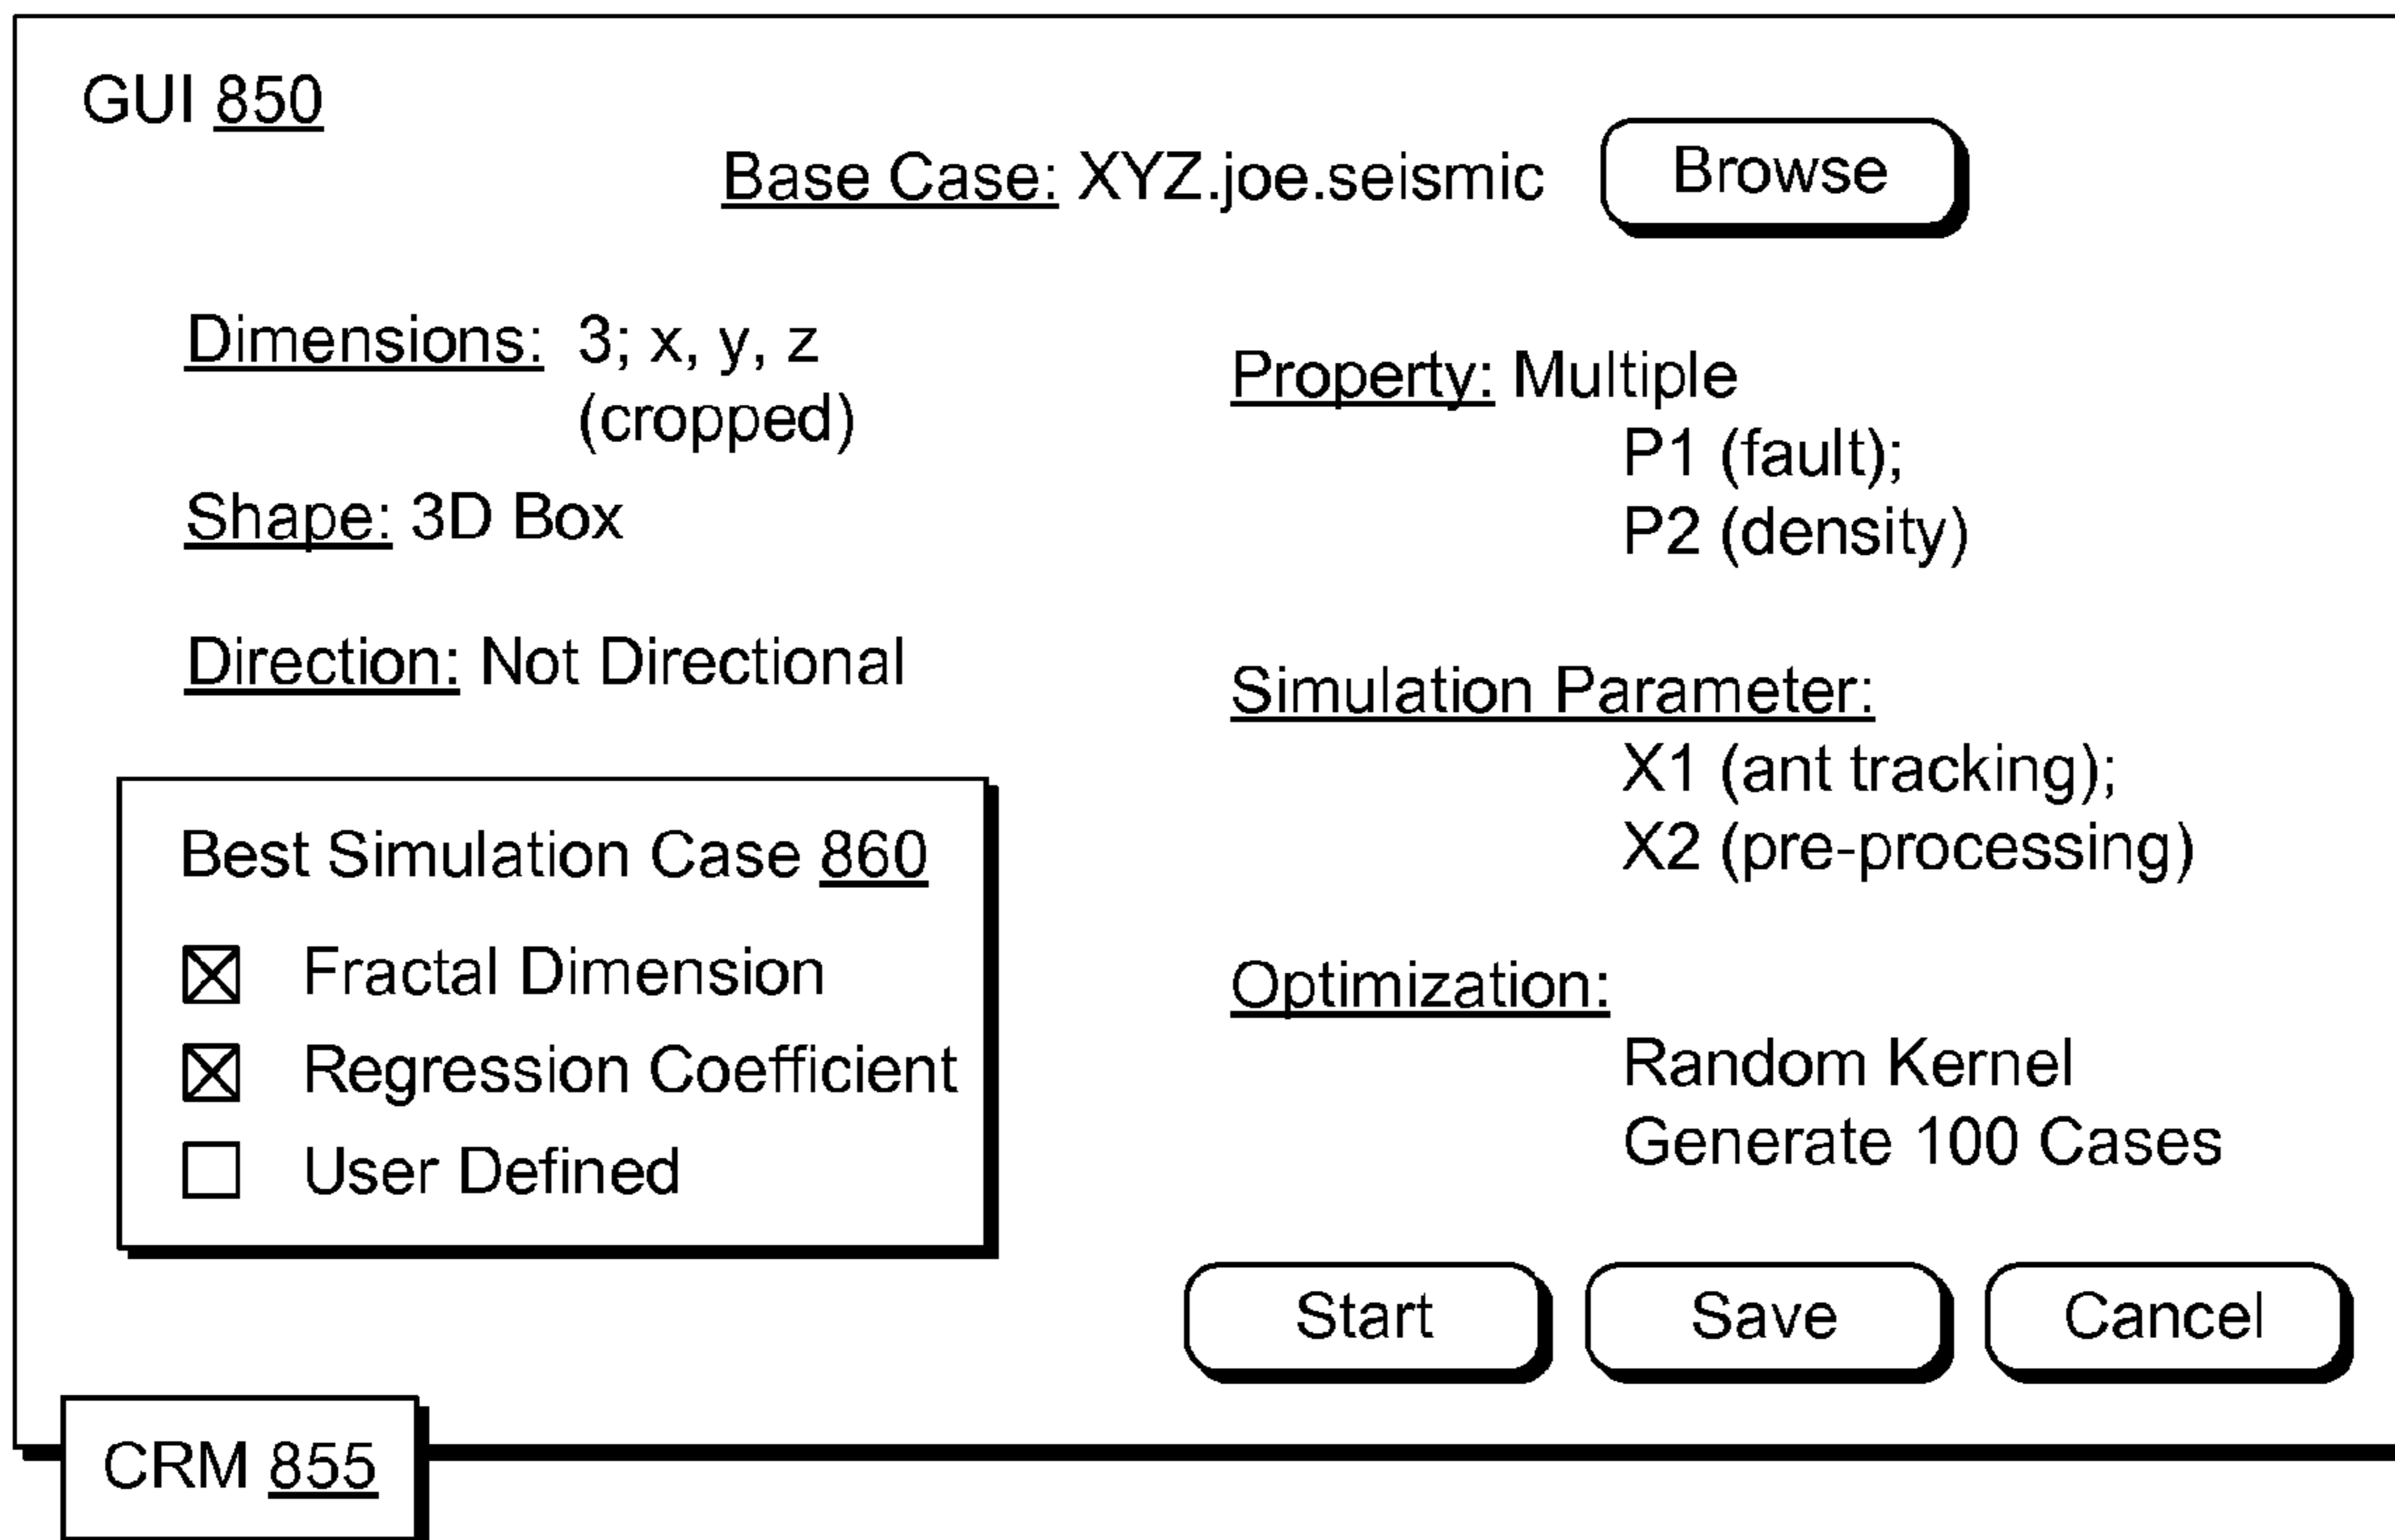 GUI 850
Base Case: XYZ.joe.seismic
Browse
Dimensions: 3; x, y, z
(cropped)
Shape: 3D Box
Direction: Not Directional
Best Simulation Case 860
Fractal Dimension
Regression Coefficient
User Defined
Property: Multiple
P1 (fault);
P2 (density)
Simulation Parameter:
X1 (ant tracking);
X2 (pre-processing)
Optimization:
Random Kernel
Generate 100 Cases
Start
Save
Cancel
CRM 855